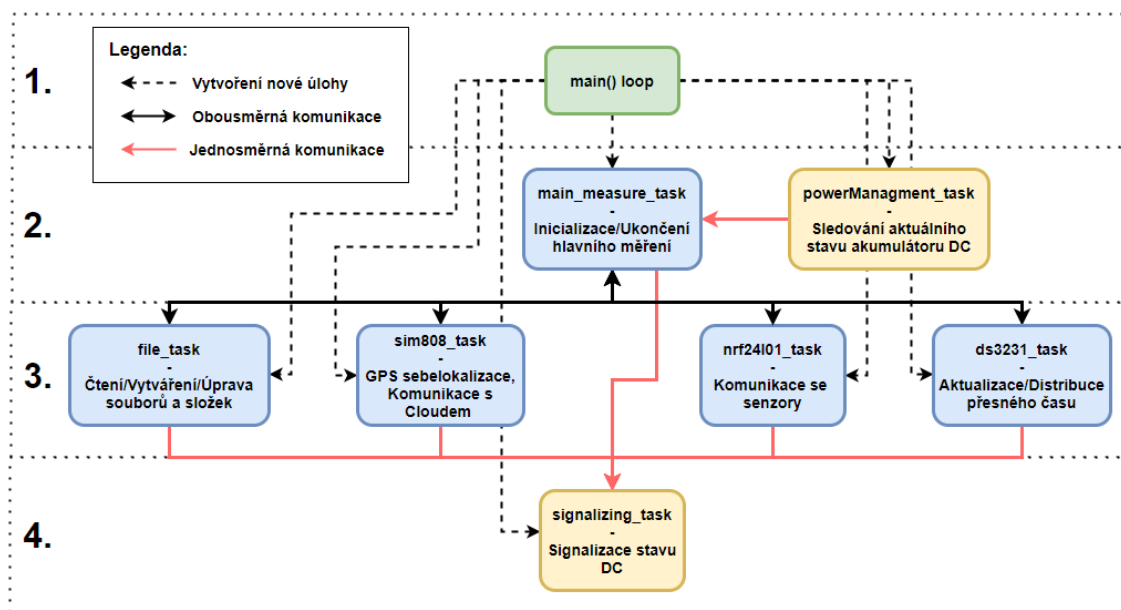 1.
Legenda:
Vytvoření nové úlohy
Obousměrná komunikace
Jednosměrná komunikace
main() loop
2.
main_measure_task
-
Inicializace/Ukončení
hlavního měření
powerManagment_task
-
Sledování aktuálního
stavu akumulátoru DC
3.
file_task
-
Čtení/Vytváření/Úprava
souborů a složek
sim808_task
-
GPS sebelokalizace,
Komunikace s
Cloudem
nrf24l01_task
-
Komunikace se
senzory
ds3231_task
-
Aktualizace/Distribuce
přesného času
4.
signalizing_task
-
Signalizace stavu
DC